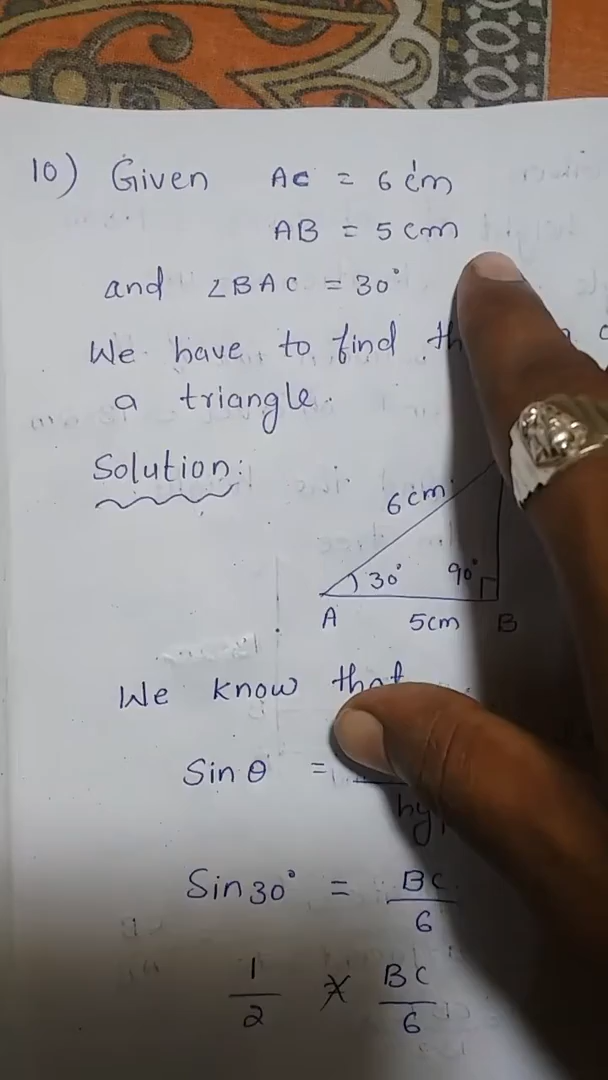 10) Given AC = 6 cm
AB = 5 cm
and ∠BAC = 30°
We have to find
a triangle.
Solution:
6cm
30° 90°
A 5cm B
We know that
Sin θ =
Sin 30° = BC/6
1/2 × BC/6